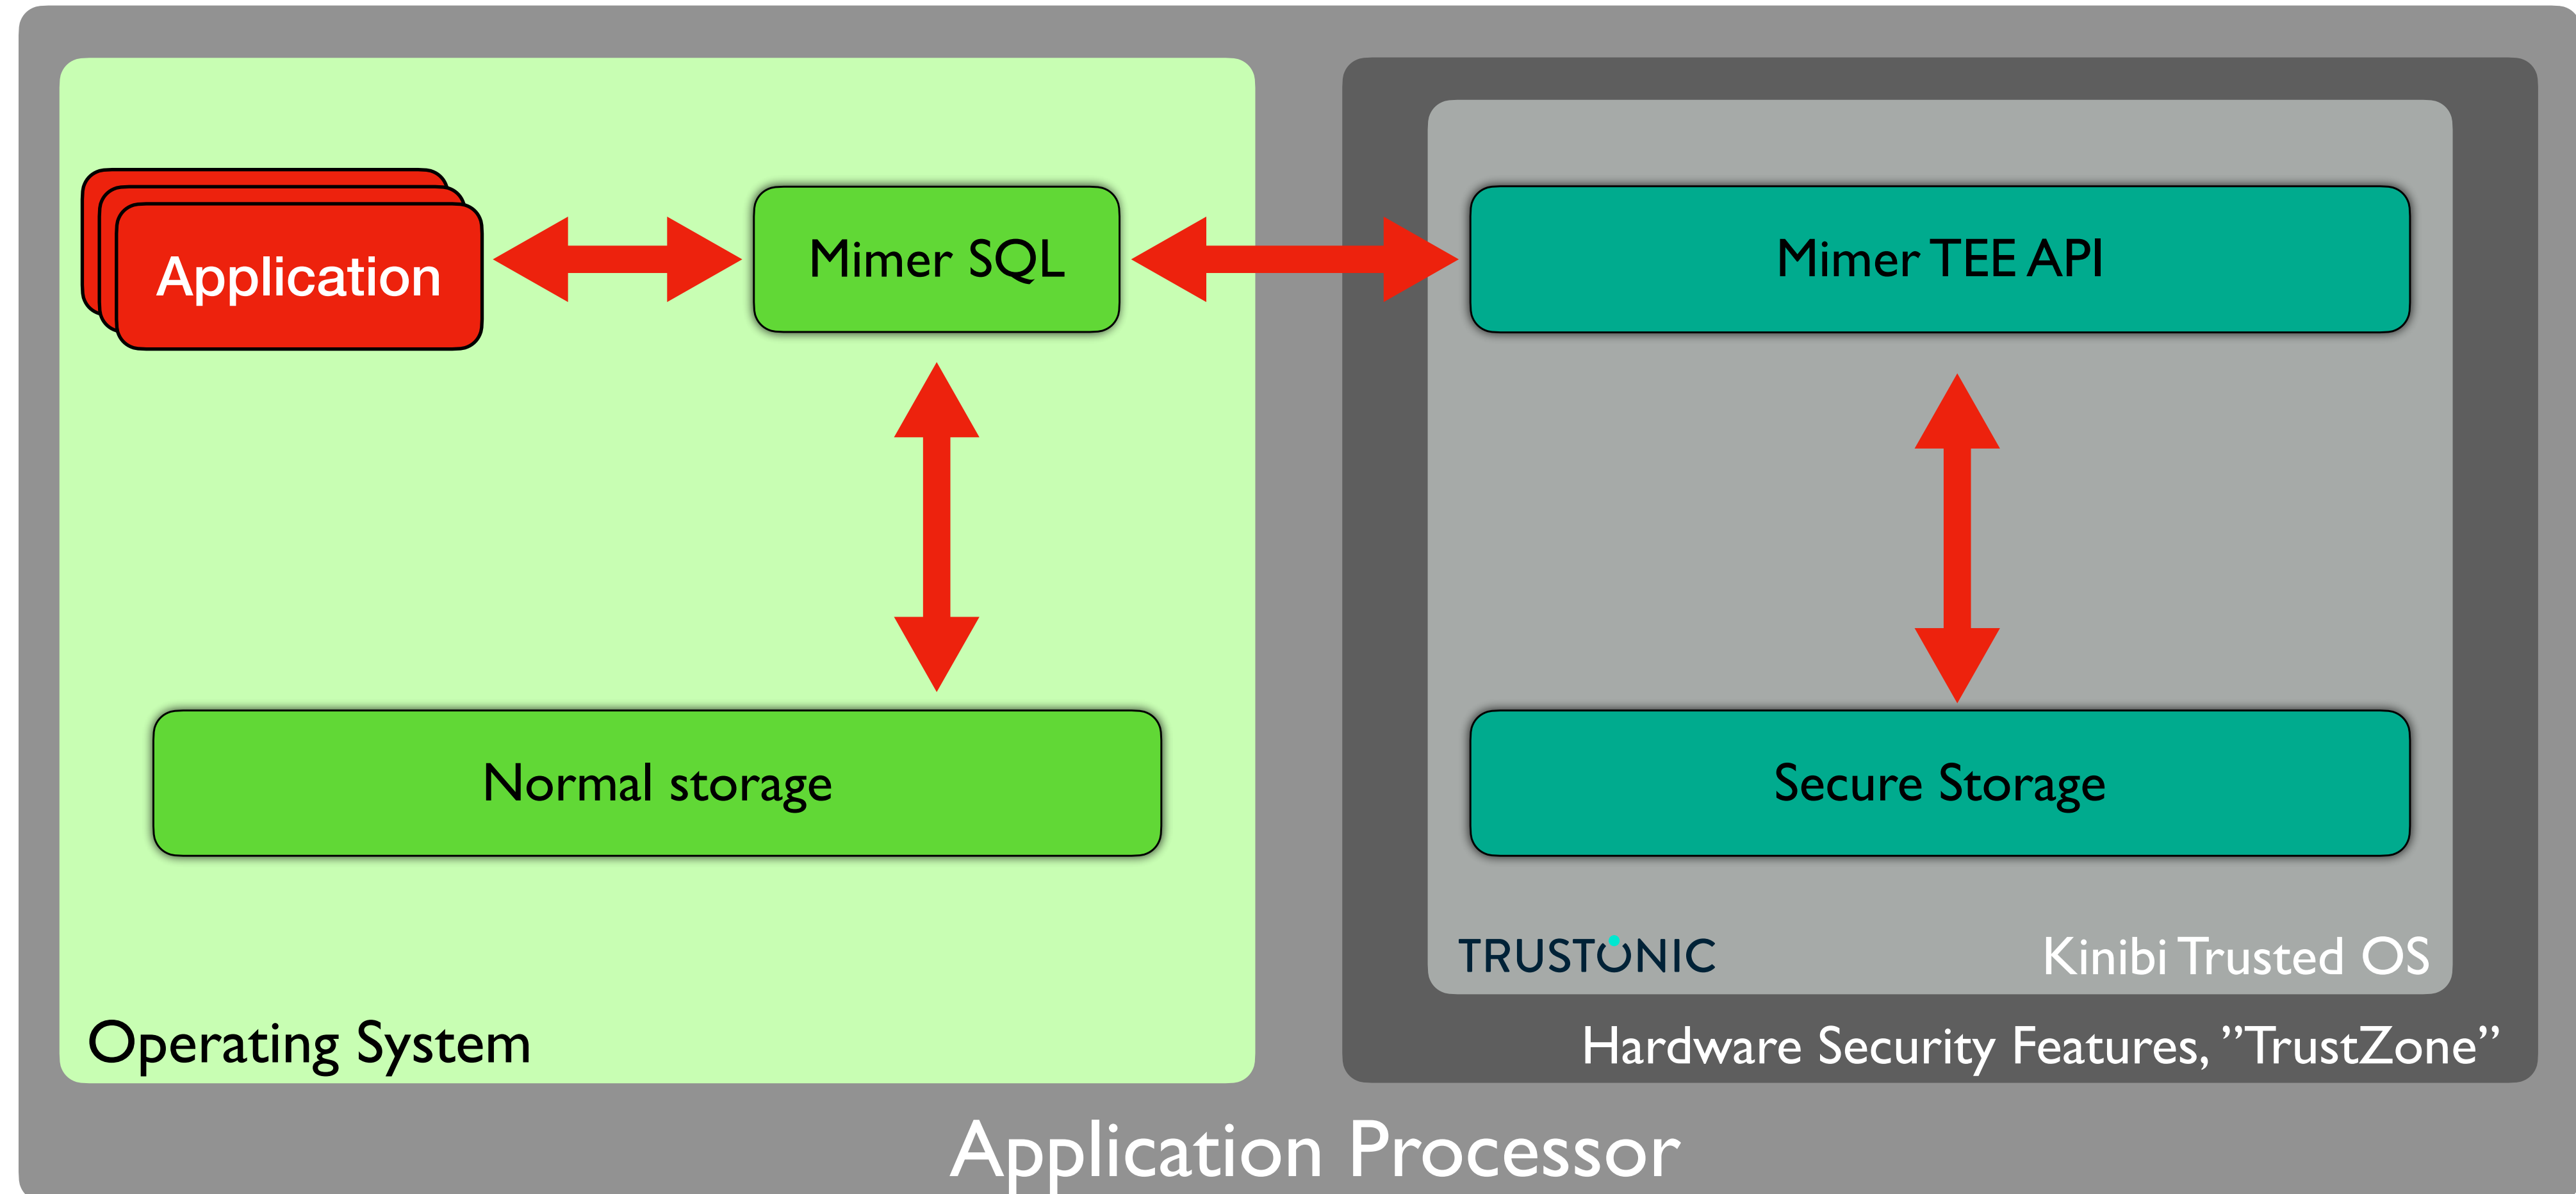 Application
Mimer SQL
Mimer TEE API
Normal storage
Secure Storage
TRUSTONIC
Kinibi Trusted OS
Operating System
Hardware Security Features, ”TrustZone”
Application Processor